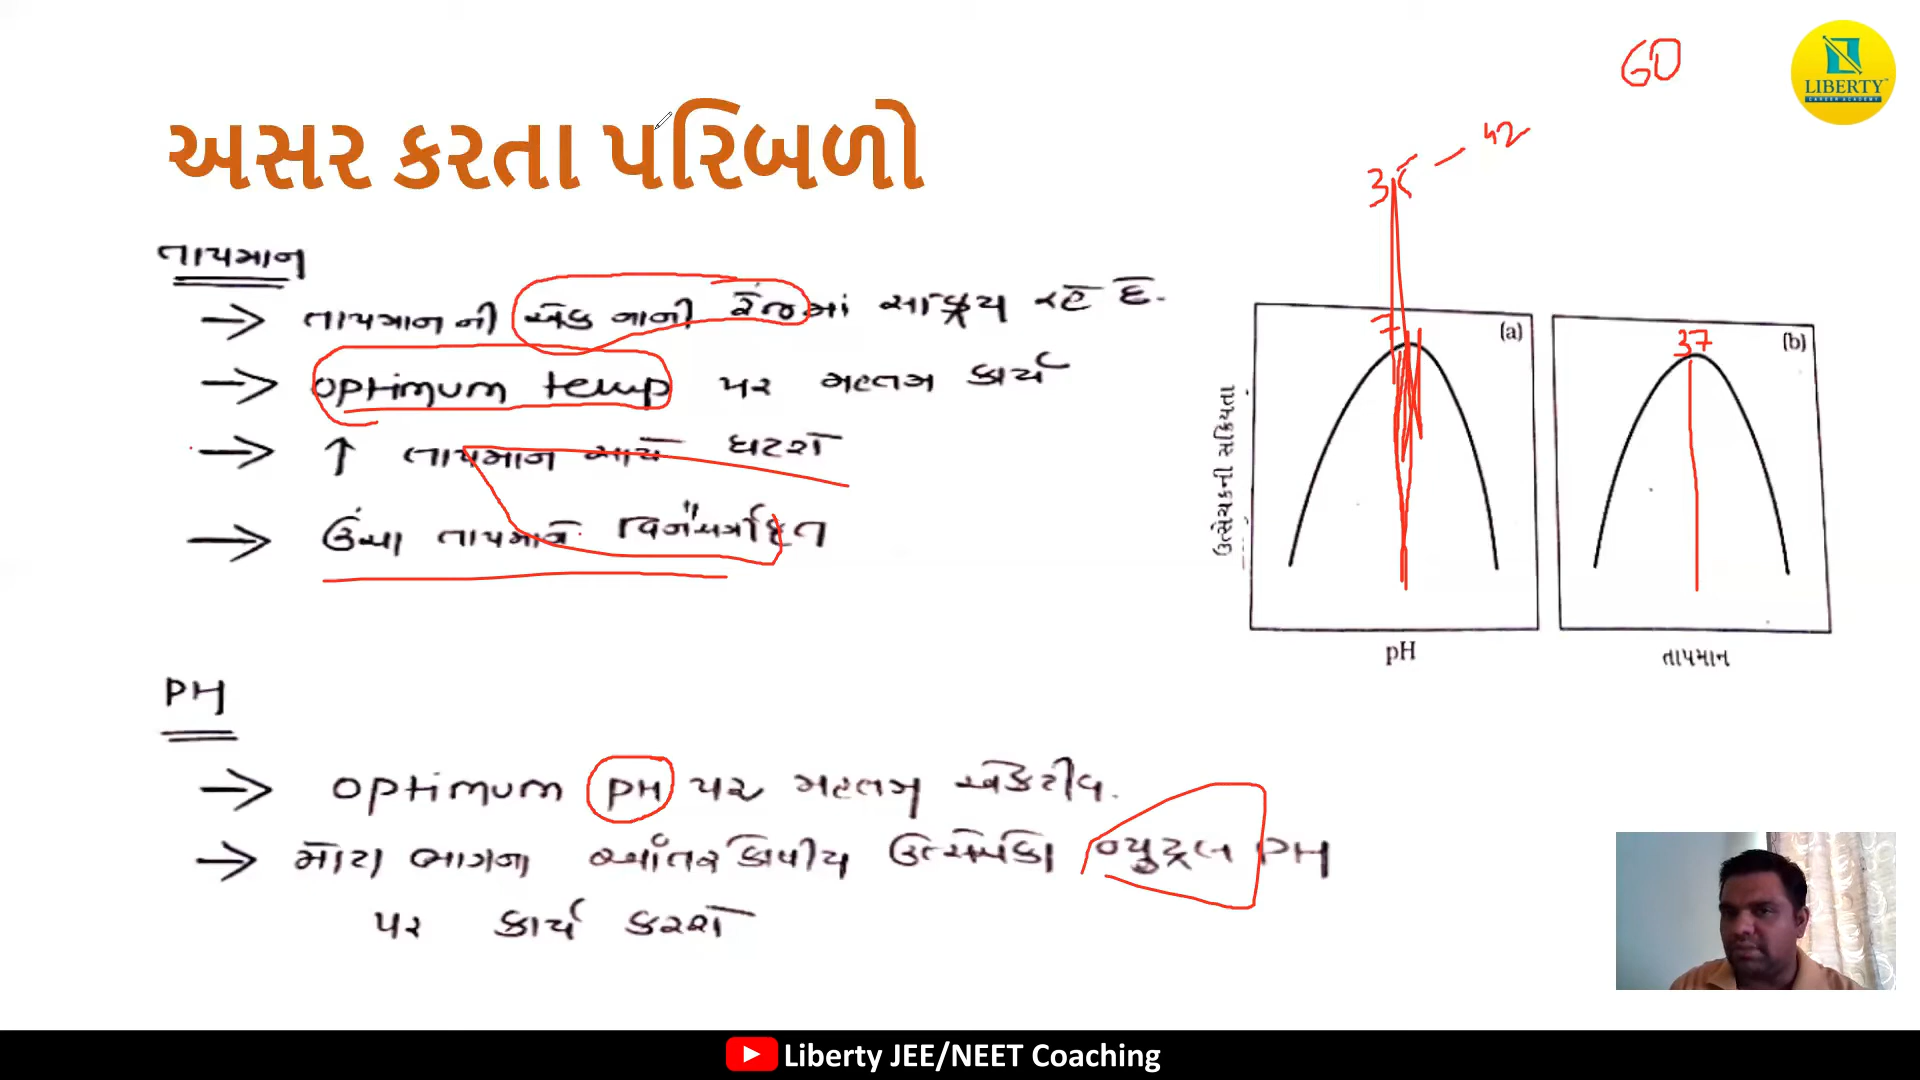 60
LIBERTY
CAREER ACADEMY
અસર કરતા પરિબળો
35 - 42
તાપમાન
→ તાપમાન ની એક નાની રેંજમાં સક્રિય રહે છે.
→ optimum temp પર મહત્તમ કાર્ય
→ ↑ તાપમાન કાર્ય ઘટશે
→ ઉંચા તાપમાને
7
(a)
37
(b)
ઉત્સેચકની સક્રિયતા
pH
તાપમાન
PH
→ optimum pH પર મહત્તમ એક્ટીવ.
→ મોટા ભાગના આંતરકોષીય ઉત્સેચકો ન્યુટ્રલ PH
પર કાર્ય કરશે
Liberty JEE/NEET Coaching